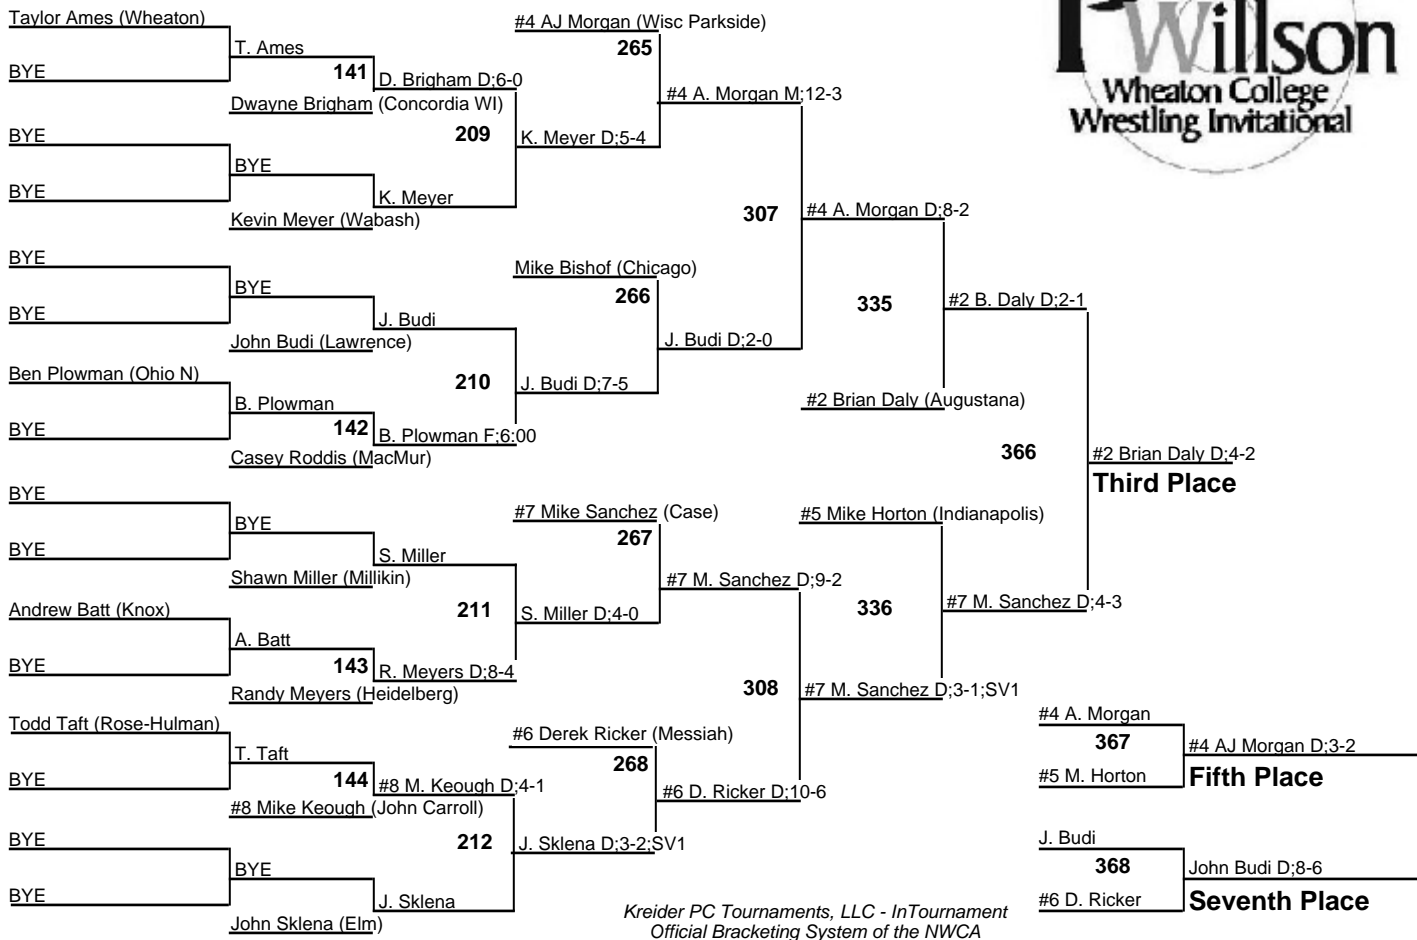 Taylor Ames (Wheaton)
BYE
T. Ames
141
D. Brigham D;6-0
Dwayne Brigham (Concordia WI)
BYE
BYE
BYE
Kevin Meyer (Wabash)
K. Meyer
209
K. Meyer D;5-4
#4 AJ Morgan (Wisc Parkside)
265
#4 A. Morgan M;12-3
BYE
BYE
BYE
John Budi (Lawrence)
J. Budi
Ben Plowman (Ohio N)
BYE
B. Plowman
142
B. Plowman F;6:00
Casey Roddis (MacMur)
210
J. Budi D;7-5
Mike Bishof (Chicago)
266
J. Budi D;2-0
307
#4 A. Morgan D;8-2
335
#2 B. Daly D;2-1
#2 Brian Daly (Augustana)
BYE
BYE
BYE
Shawn Miller (Millikin)
S. Miller
Andrew Batt (Knox)
BYE
A. Batt
143
R. Meyers D;8-4
Randy Meyers (Heidelberg)
211
S. Miller D;4-0
#7 Mike Sanchez (Case)
267
#7 M. Sanchez D;9-2
Todd Taft (Rose-Hulman)
BYE
T. Taft
144
#8 M. Keough D;4-1
#8 Mike Keough (John Carroll)
BYE
BYE
BYE
John Sklena (Elm)
J. Sklena
212
J. Sklena D;3-2;SV1
#6 Derek Ricker (Messiah)
268
#6 D. Ricker D;10-6
308
#7 M. Sanchez D;3-1;SV1
#5 Mike Horton (Indianapolis)
336
#7 M. Sanchez D;4-3
366
#2 Brian Daly D;4-2
Third Place
#4 A. Morgan
367
#5 M. Horton
#4 AJ Morgan D;3-2
Fifth Place
J. Budi
368
#6 D. Ricker
John Budi D;8-6
Seventh Place
Willson
Wheaton College
Wrestling Invitational
Kreider PC Tournaments, LLC - InTournament
Official Bracketing System of the NWCA